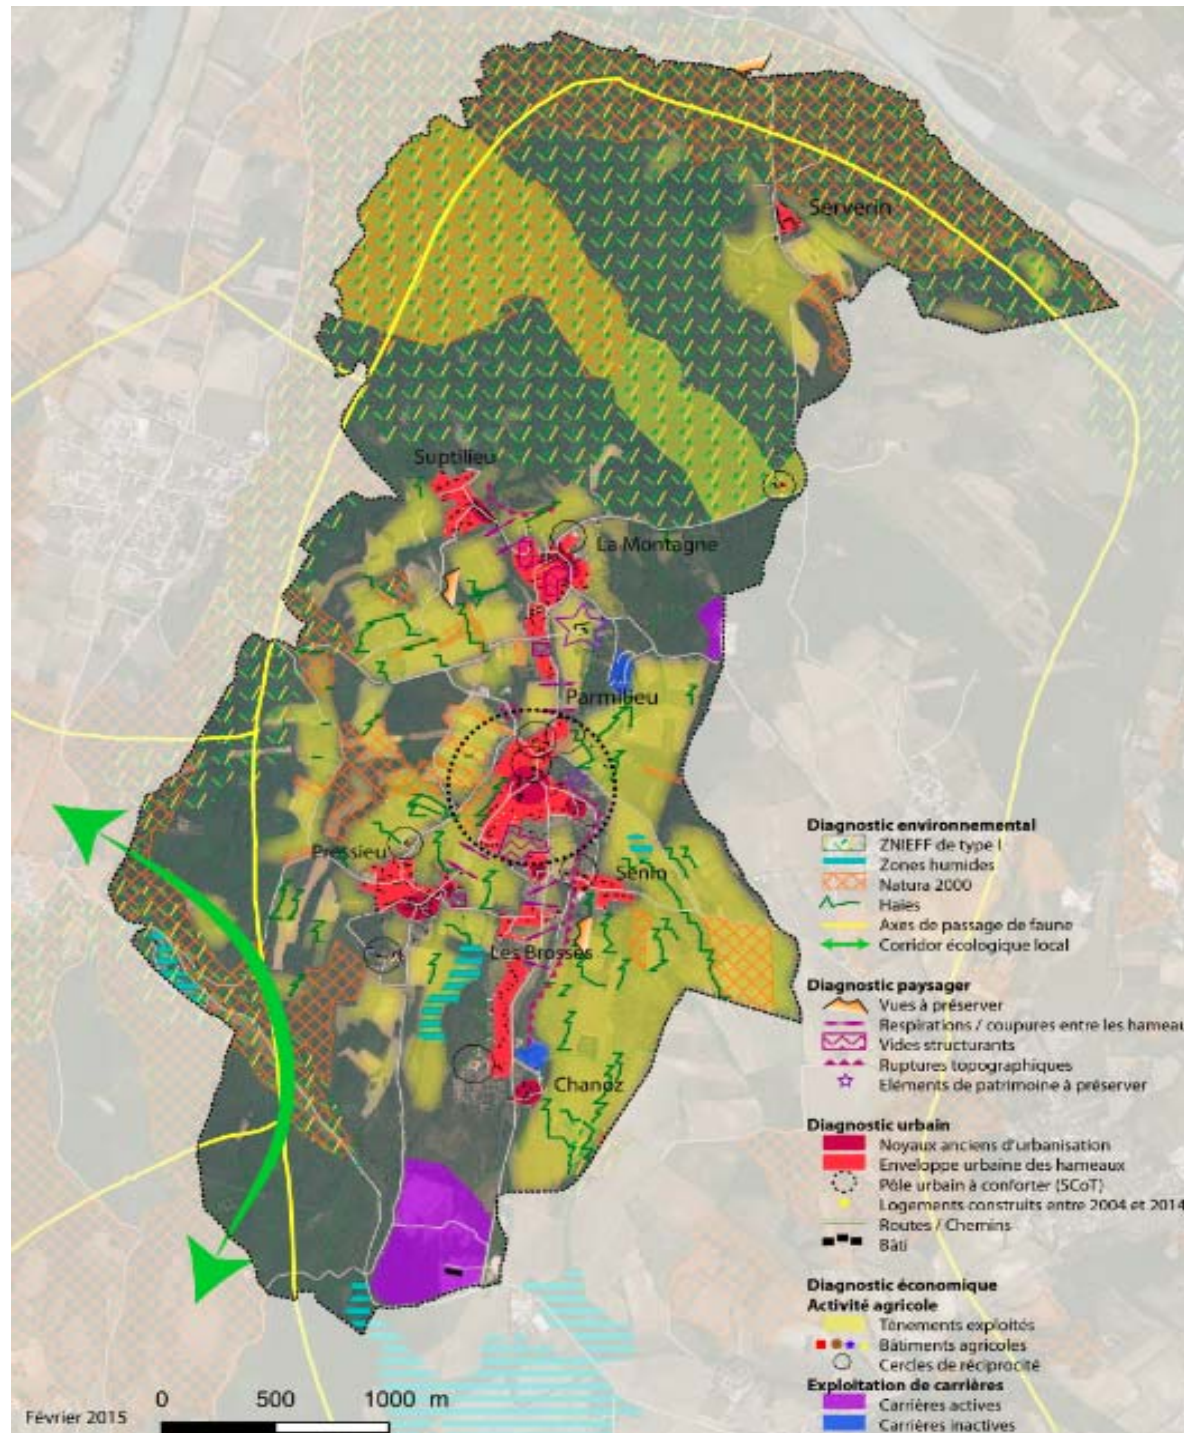 Serverin
Suptilieu
La Montagne
Parmilieu
Pressieu
Senin
Les Brosses
Chanoz
Diagnostic environnemental
ZNIEFF de type I
Zones humides
Natura 2000
Haies
Axes de passage de faune
Corridor écologique local
Diagnostic paysager
Vues à préserver
Respirations / coupures entre les hameau
Vides structurants
Ruptures topographiques
Eléments de patrimoine à préserver
Diagnostic urbain
Noyaux anciens d'urbanisation
Enveloppe urbaine des hameaux
Pôle urbain à conforter (SCoT)
Logements construits entre 2004 et 2014
Routes / Chemins
Bâti
Diagnostic économique
Activité agricole
Tènements exploités
Bâtiments agricoles
Cercles de réciprocité
Exploitation de carrières
Carrières actives
Carrières inactives
0 500 1000 m
Février 2015